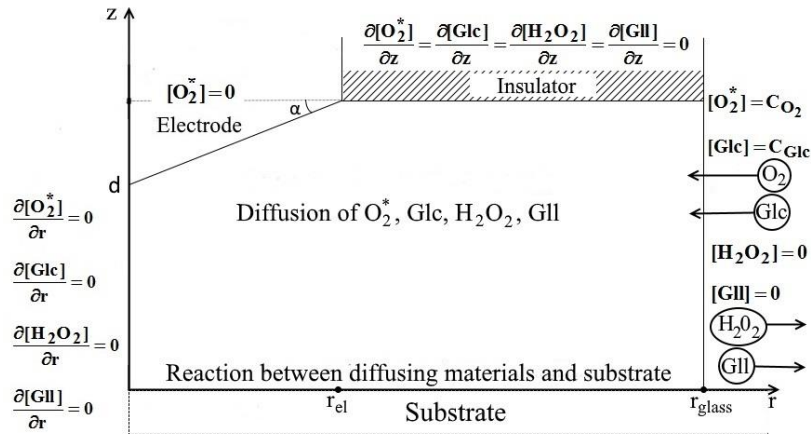 z
∂[O₂*]/∂z = ∂[Glc]/∂z = ∂[H₂O₂]/∂z = ∂[Gll]/∂z = 0
Insulator
[O₂*]=0
Electrode
α
[O₂*]=C_O₂
[Glc]=C_Glc
O₂
Glc
d
∂[O₂*]/∂r = 0
Diffusion of O₂*, Glc, H₂O₂, Gll
∂[Glc]/∂r = 0
[H₂O₂]=0
[Gll]=0
∂[H₂O₂]/∂r = 0
H₂0₂
Gll
Reaction between diffusing materials and substrate
∂[Gll]/∂r = 0
r_el
r_glass
r
Substrate